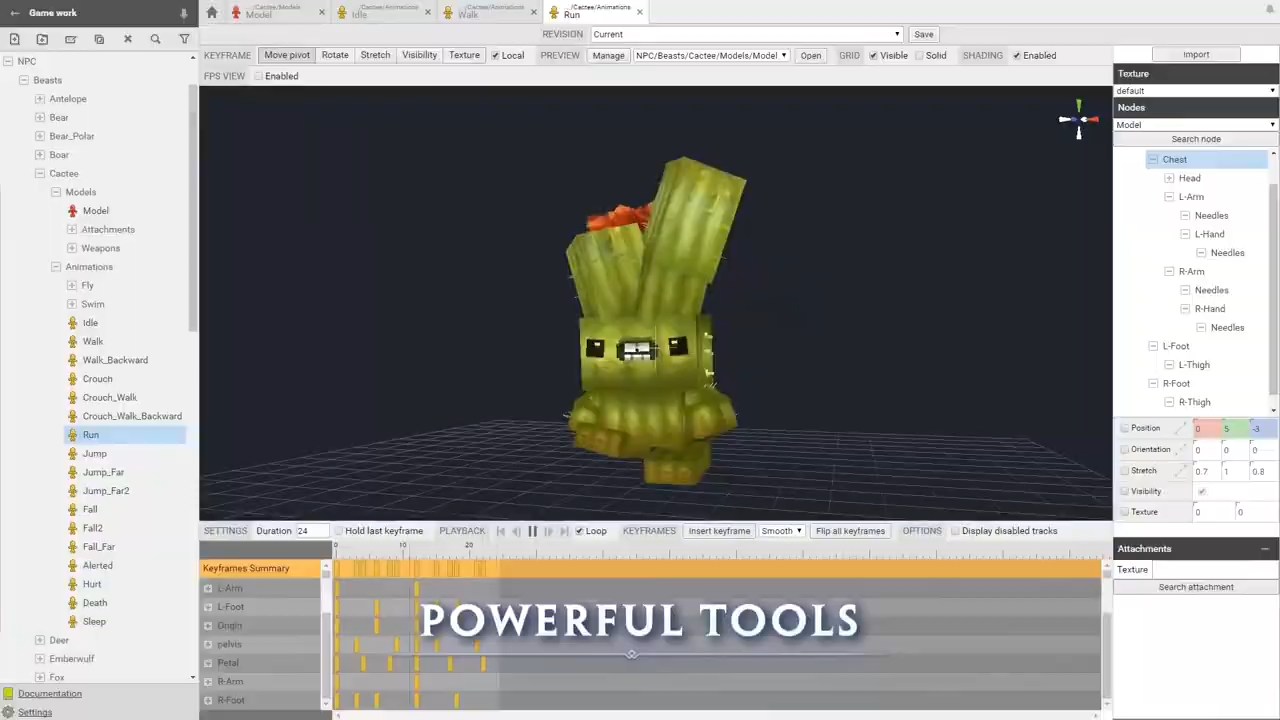 Game work
.../Cactee/Models
Model
.../Cactee/Animations
Idle
.../Cactee/Animations
Walk
.../Cactee/Animations
Run
REVISION Current Save
KEYFRAME Move pivot Rotate Stretch Visibility Texture Local PREVIEW Manage NPC/Beasts/Cactee/Models/Model Open GRID Visible Solid SHADING Enabled
FPS VIEW Enabled
NPC
Beasts
Antelope
Bear
Bear_Polar
Boar
Cactee
Models
Model
Attachments
Weapons
Animations
Fly
Swim
Idle
Walk
Walk_Backward
Crouch
Crouch_Walk
Crouch_Walk_Backward
Run
Jump
Jump_Far
Jump_Far2
Fall
Fall2
Fall_Far
Alerted
Hurt
Death
Sleep
Deer
Emberwulf
Fox
Documentation
Settings
Import
Texture
default
Nodes
Model
Search node
Chest
Head
L-Arm
Needles
L-Hand
Needles
R-Arm
Needles
R-Hand
Needles
L-Foot
L-Thigh
R-Foot
R-Thigh
Position 0 5 -3
Orientation 0 0 0
Stretch 0.7 1 0.8
Visibility
Texture 0 0
Attachments
Texture
Search attachment
SETTINGS Duration 24 Hold last keyframe PLAYBACK Loop KEYFRAMES Insert keyframe Smooth Flip all keyframes OPTIONS Display disabled tracks
0 10 20
Keyframes Summary
L-Arm
L-Foot
Origin
pelvis
Petal
R-Arm
R-Foot
POWERFUL TOOLS